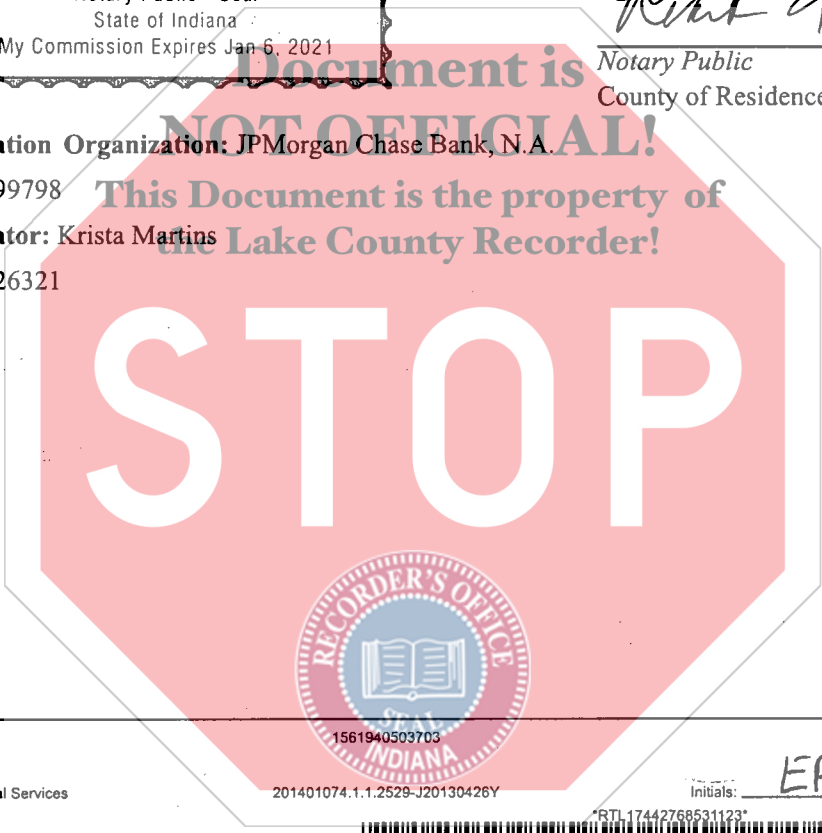 State of Indiana
My Commission Expires Jan 6, 2021
Document is
Notary Public
County of Residence
NOT OFFICIAL!
ation Organization: JPMorgan Chase Bank, N.A.
This Document is the property of
99798
the Lake County Recorder!
ator: Krista Martins
26321
STOP
RECORDER'S OFFICE
SEAL
INDIANA
1561940503703
al Services
201401074.1.1.2529-J20130426Y
Initials:
*RTL17442768531123*